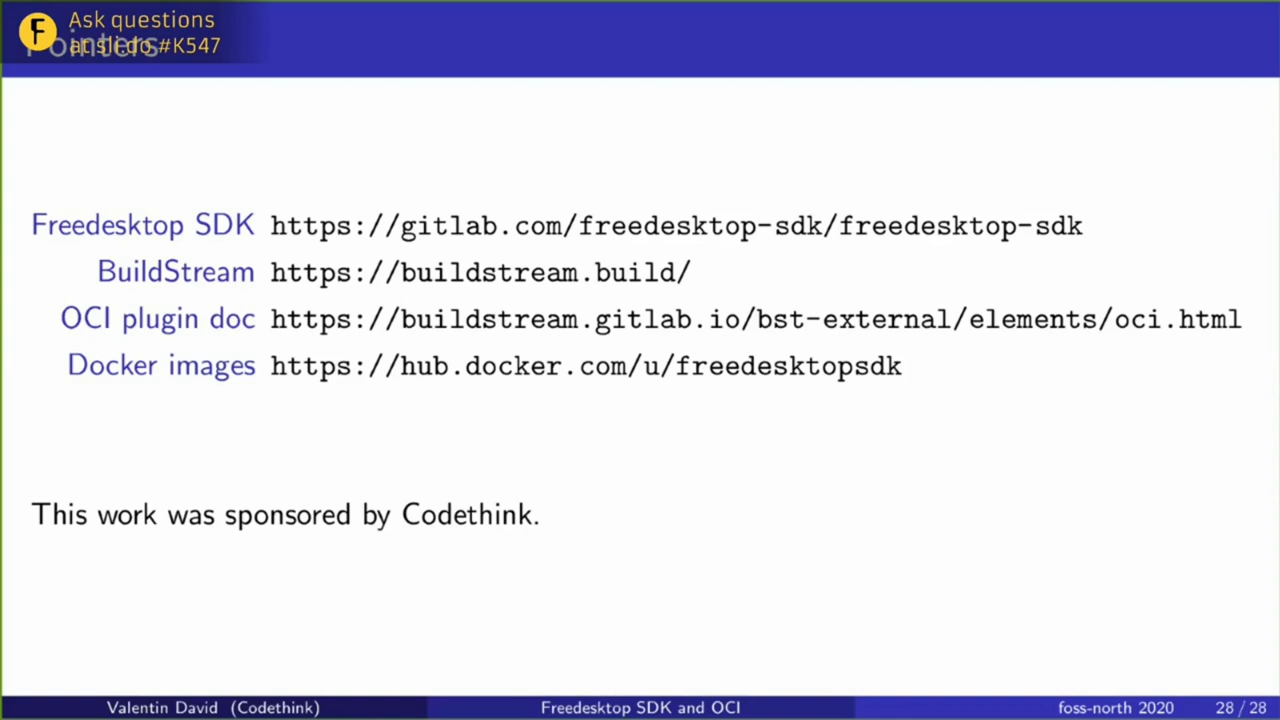 Ask questions
at sli.do #K547
Pointers
Freedesktop SDK https://gitlab.com/freedesktop-sdk/freedesktop-sdk
BuildStream https://buildstream.build/
OCI plugin doc https://buildstream.gitlab.io/bst-external/elements/oci.html
Docker images https://hub.docker.com/u/freedesktopsdk
This work was sponsored by Codethink.
Valentin David (Codethink) Freedesktop SDK and OCI foss-north 2020 28 / 28